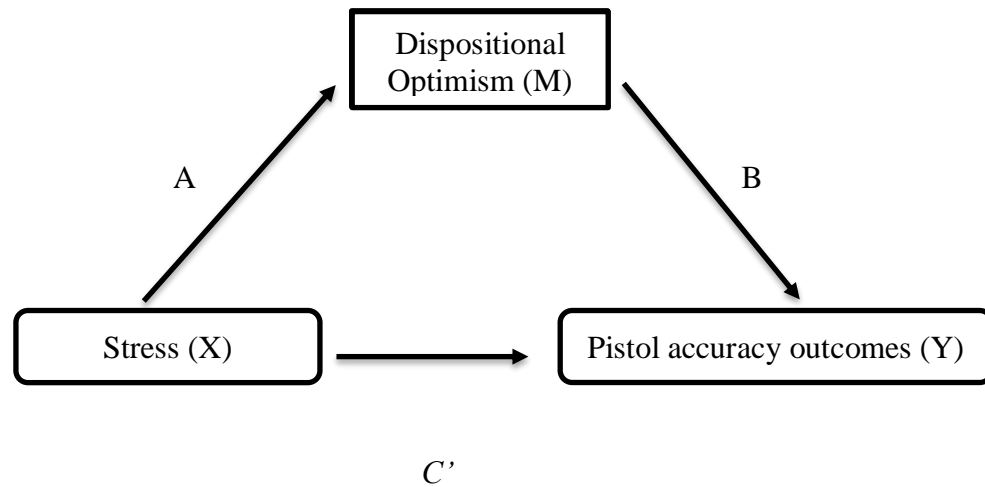 Dispositional
Optimism (M)
A
B
Stress (X)
Pistol accuracy outcomes (Y)
C’